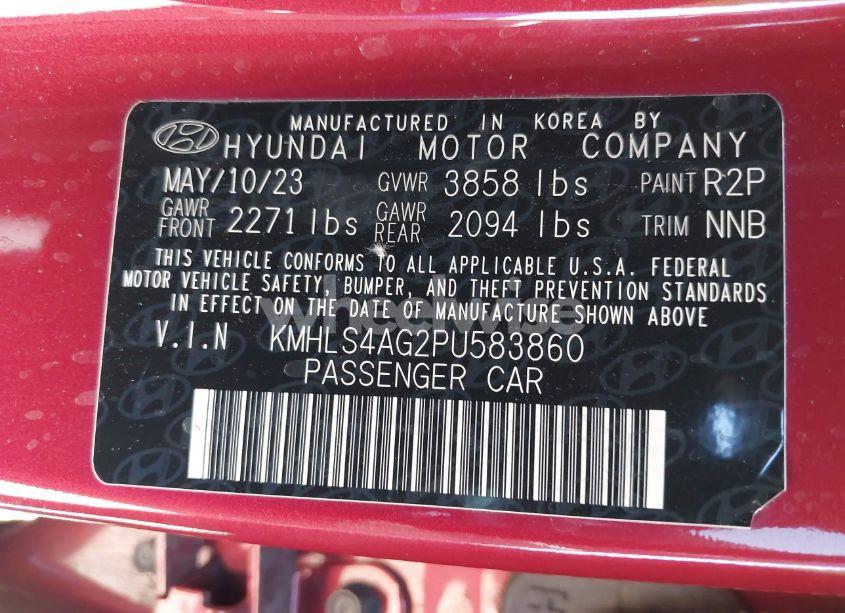 MANUFACTURED IN KOREA BY
HYUNDAI MOTOR COMPANY
MAY/10/23 GVWR 3858 lbs PAINT R2P
GAWR FRONT 2271 lbs GAWR REAR 2094 lbs TRIM NNB
THIS VEHICLE CONFORMS TO ALL APPLICABLE U.S.A. FEDERAL
MOTOR VEHICLE SAFETY, BUMPER, AND THEFT PREVENTION STANDARDS
IN EFFECT ON THE DATE OF MANUFACTURE SHOWN ABOVE
wheelwise
V.I.N KMHLS4AG2PU583860
PASSENGER CAR